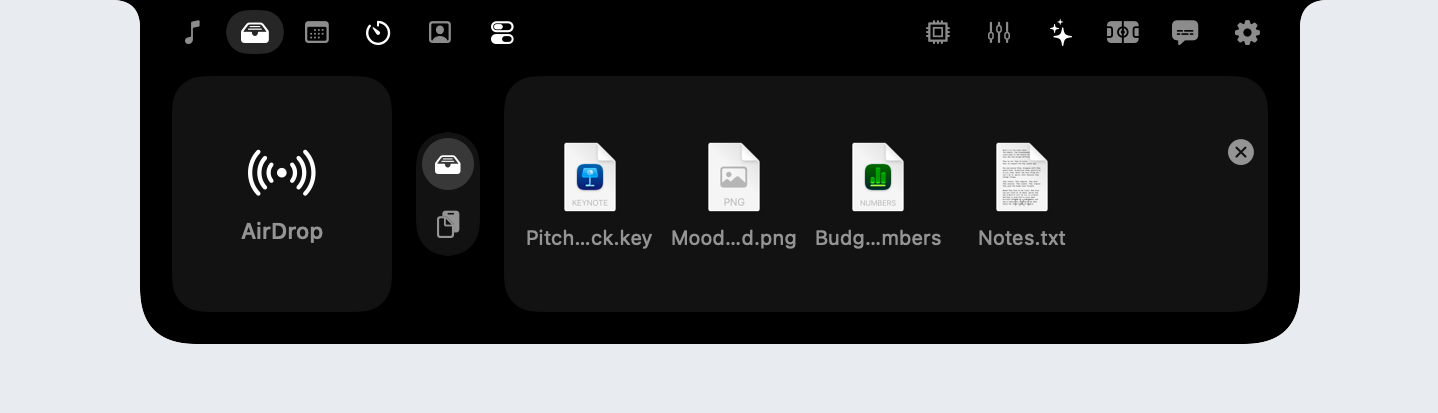 AirDrop
KEYNOTE
Pitch...ck.key
PNG
Mood...d.png
NUMBERS
Budg...mbers
Notes.txt